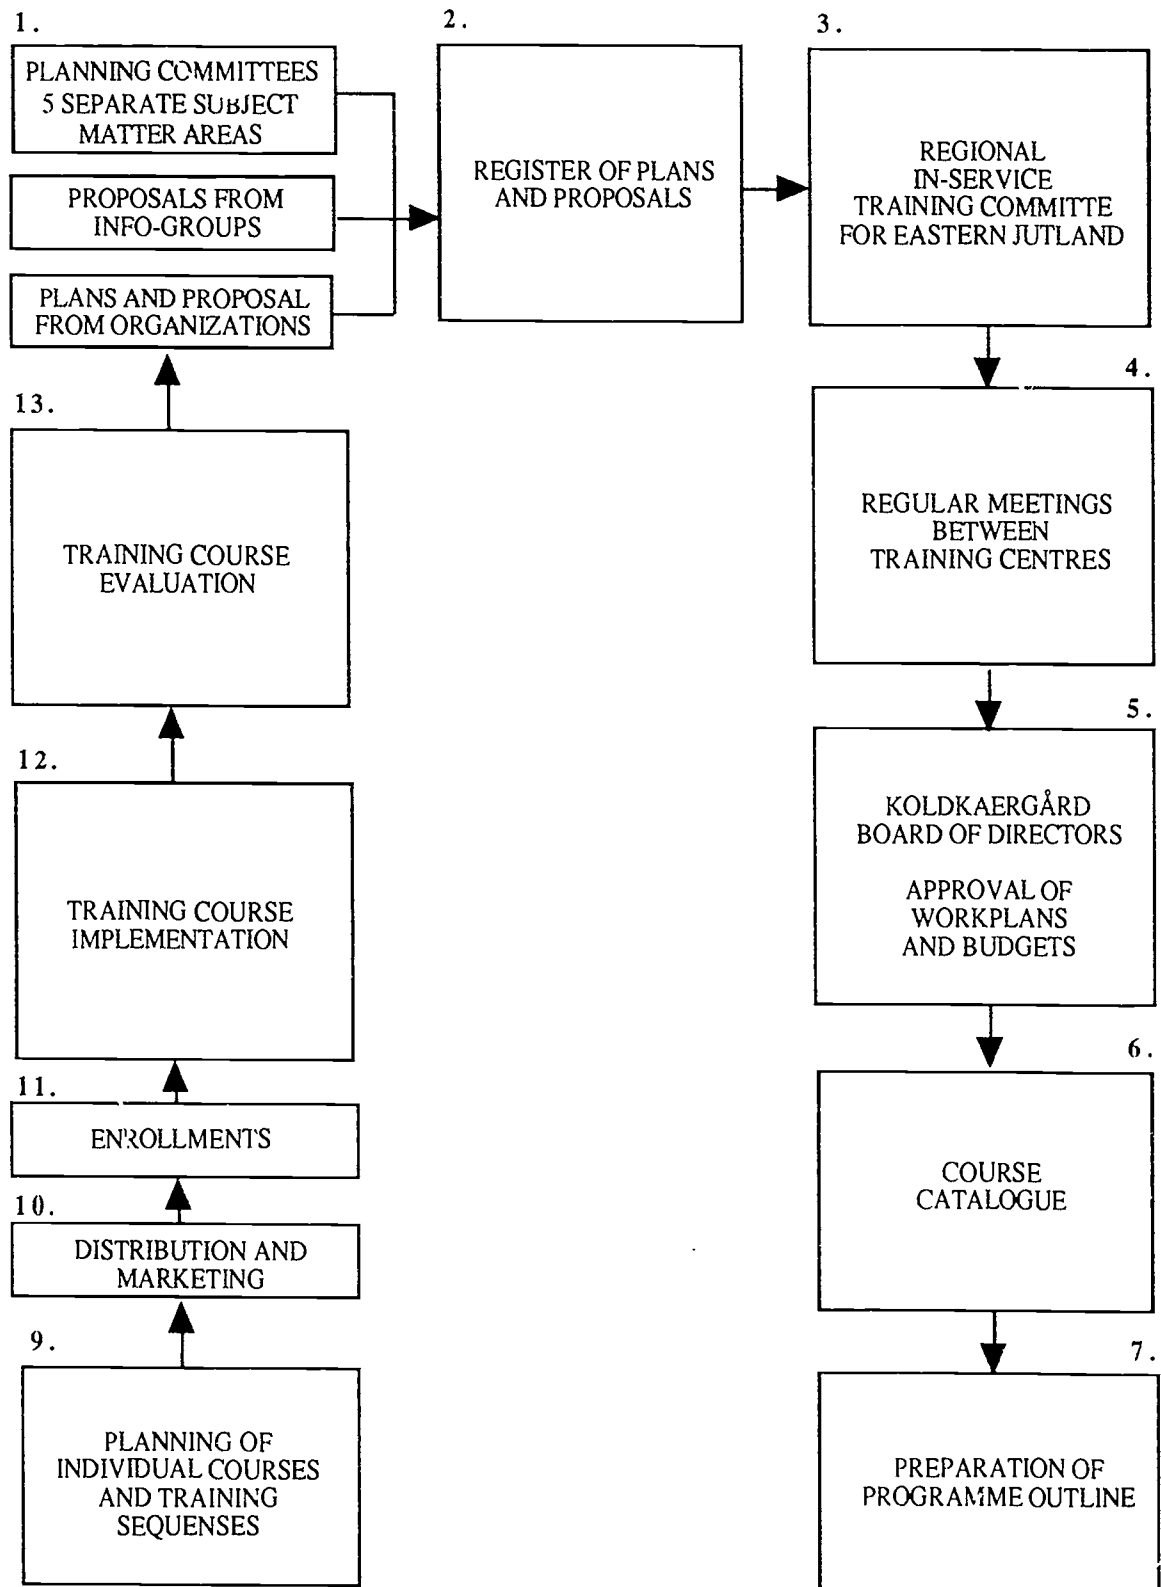 1.
PLANNING COMMITTEES
5 SEPARATE SUBJECT
MATTER AREAS
PROPOSALS FROM
INFO-GROUPS
PLANS AND PROPOSAL
FROM ORGANIZATIONS
2.
REGISTER OF PLANS
AND PROPOSALS
3.
REGIONAL
IN-SERVICE
TRAINING COMMITTE
FOR EASTERN JUTLAND
4.
REGULAR MEETINGS
BETWEEN
TRAINING CENTRES
5.
KOLDKAERGÅRD
BOARD OF DIRECTORS
APPROVAL OF
WORKPLANS
AND BUDGETS
6.
COURSE
CATALOGUE
7.
PREPARATION OF
PROGRAMME OUTLINE
9.
PLANNING OF
INDIVIDUAL COURSES
AND TRAINING
SEQUENSES
10.
DISTRIBUTION AND
MARKETING
11.
ENROLLMENTS
12.
TRAINING COURSE
IMPLEMENTATION
13.
TRAINING COURSE
EVALUATION